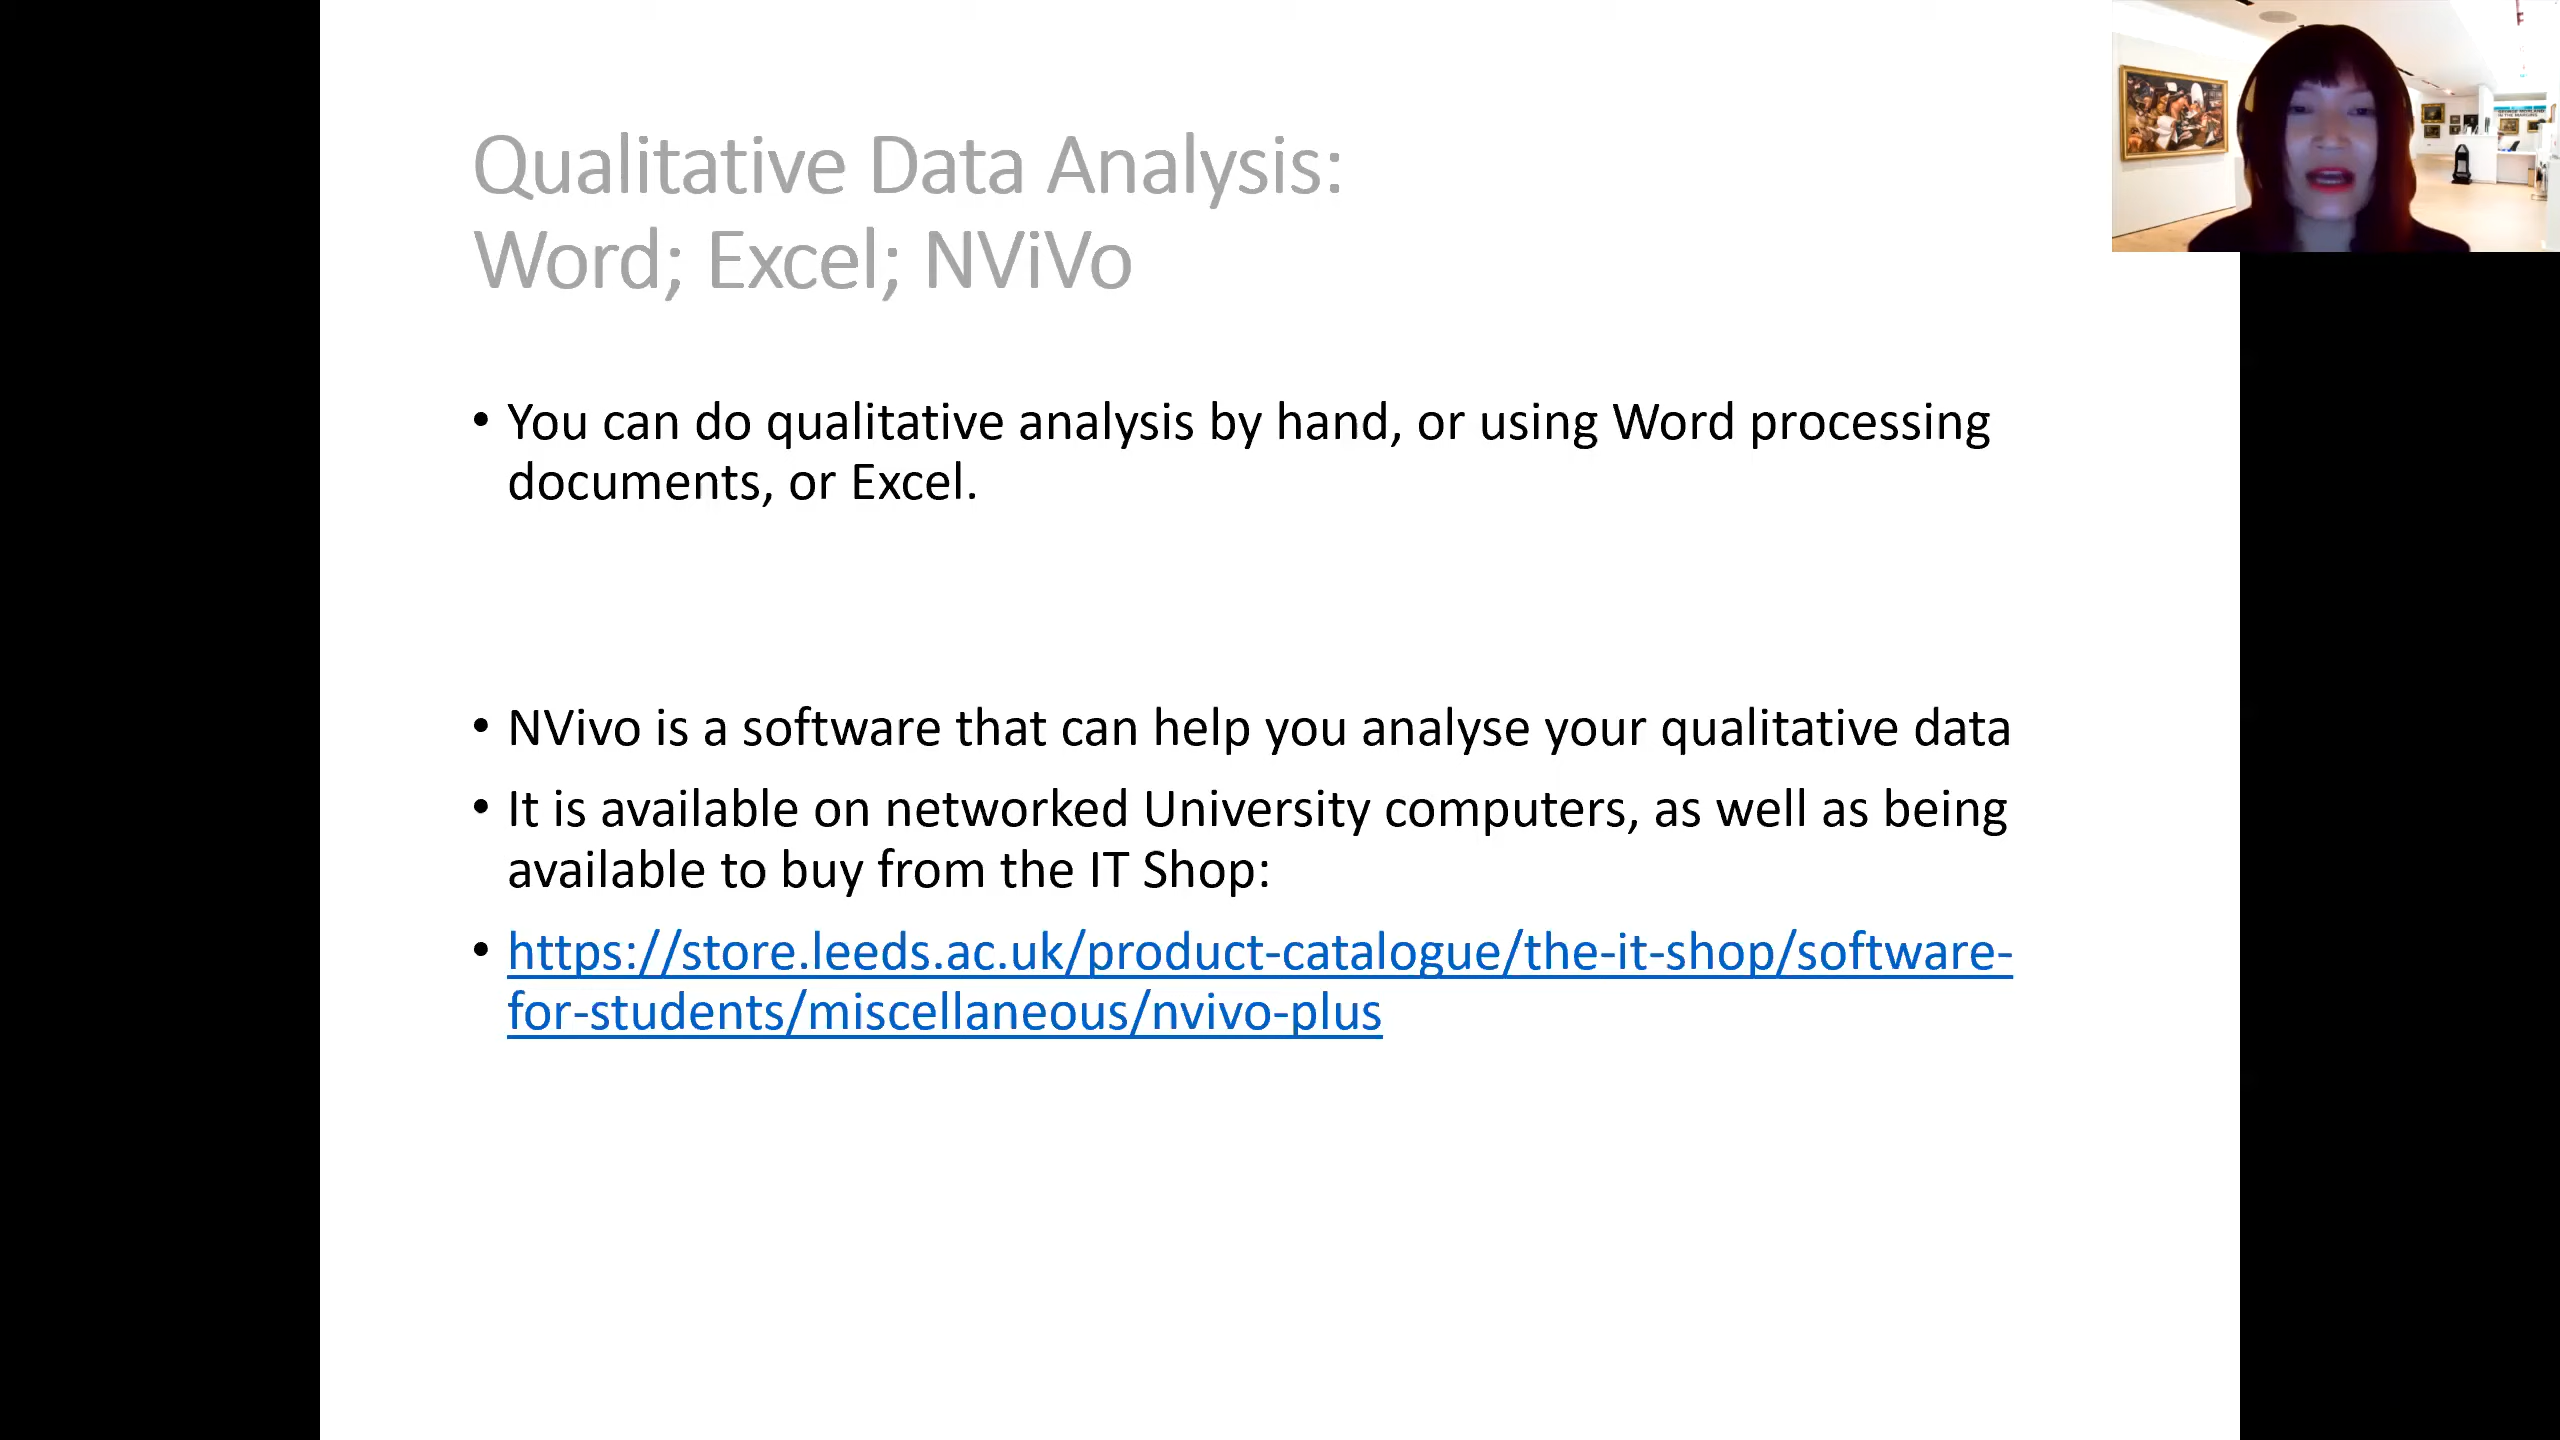 Qualitative Data Analysis:
Word; Excel; NViVo
• You can do qualitative analysis by hand, or using Word processing
documents, or Excel.
• NVivo is a software that can help you analyse your qualitative data
• It is available on networked University computers, as well as being
available to buy from the IT Shop:
• https://store.leeds.ac.uk/product-catalogue/the-it-shop/software-
for-students/miscellaneous/nvivo-plus